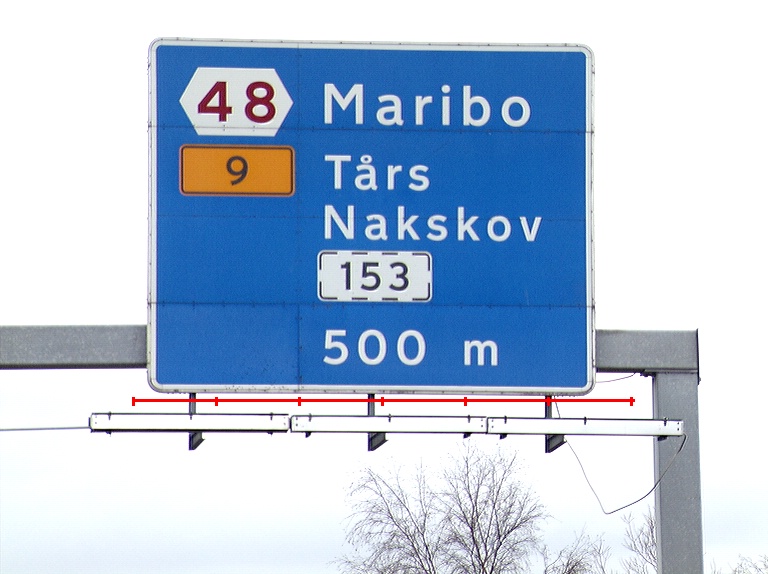 48 Maribo
9 Tårs
Nakskov
153
500 m